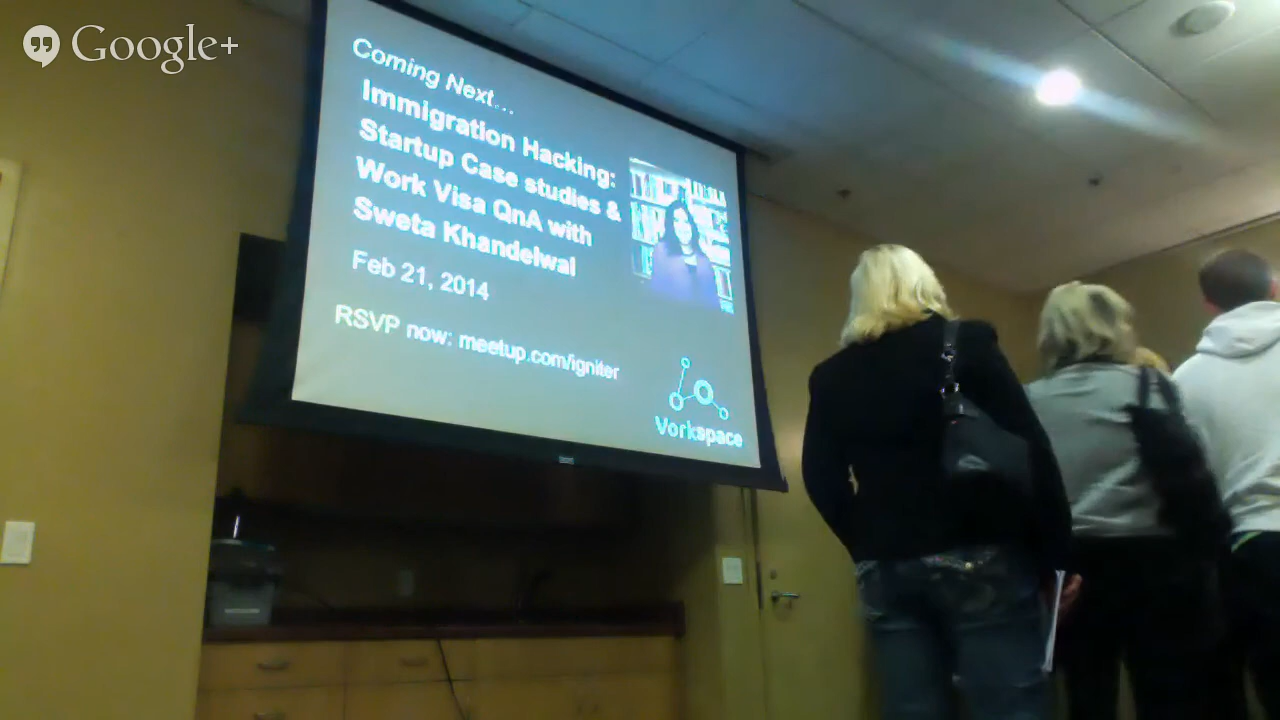 Google+
Coming Next...
Immigration Hacking:
Startup Case studies &
Work Visa QnA with
Sweta Khandelwal
Feb 21, 2014
RSVP now: meetup.com/igniter
Vorkspace